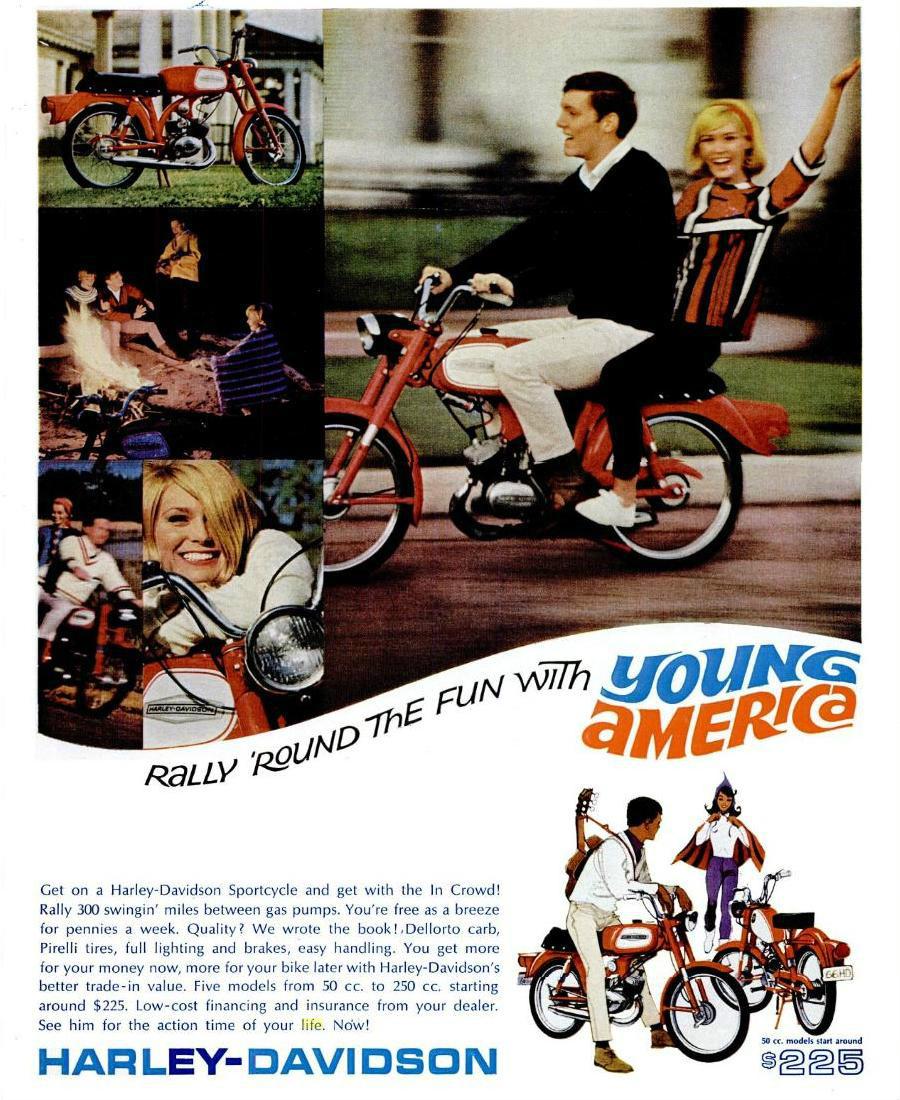 HARLEY-DAVIDSON
RALLY 'ROUND THE FUN WITH
YOUNG
AMERICA
Get on a Harley-Davidson Sportcycle and get with the In Crowd!
Rally 300 swingin' miles between gas pumps. You're free as a breeze
for pennies a week. Quality? We wrote the book! Dellorto carb,
Pirelli tires, full lighting and brakes, easy handling. You get more
for your money now, more for your bike later with Harley-Davidson's
better trade-in value. Five models from 50 cc. to 250 cc. starting
around $225. Low-cost financing and insurance from your dealer.
See him for the action time of your life. Now!
HARLEY-DAVIDSON
66.HD
50 cc. models start around
$225